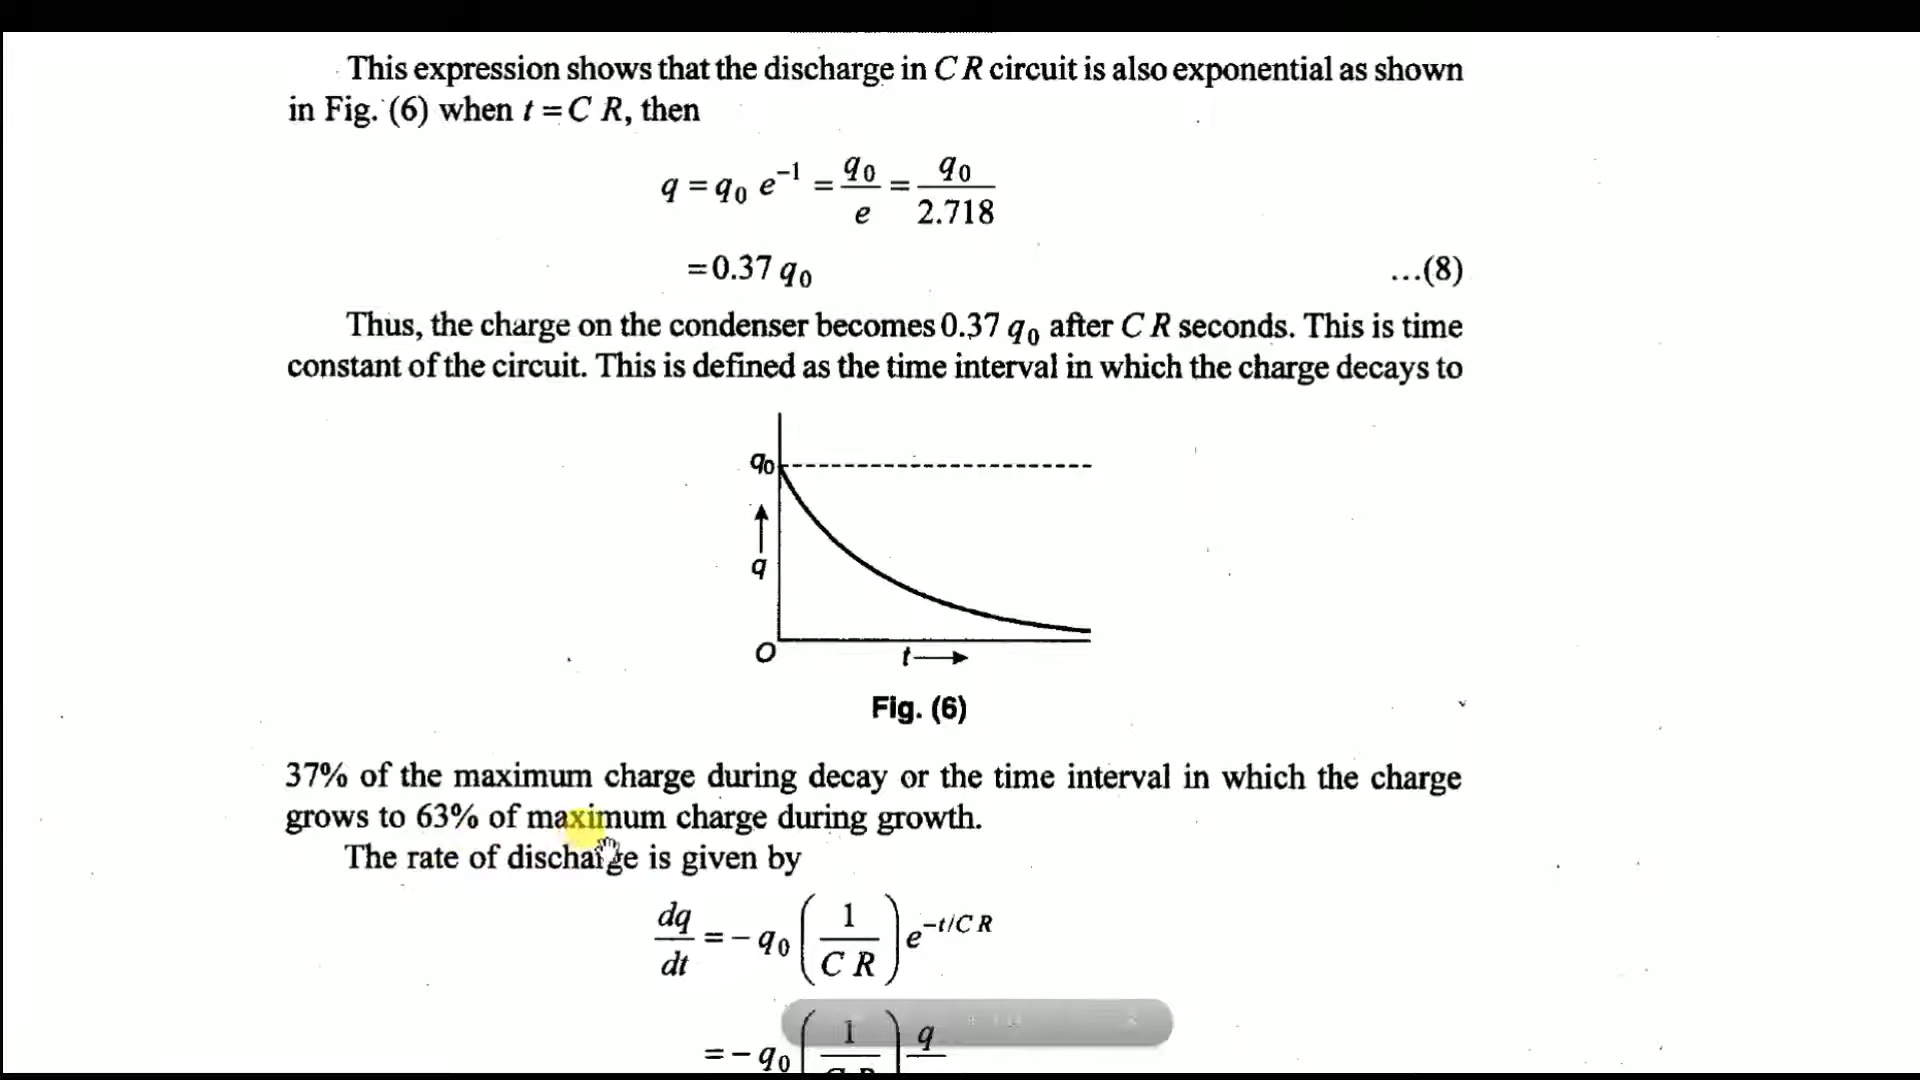 This expression shows that the discharge in C R circuit is also exponential as shown
in Fig. (6) when t = C R, then
q = q₀ e⁻¹ = q₀/e = q₀/2.718
= 0.37 q₀ ...(8)
Thus, the charge on the condenser becomes 0.37 q₀ after C R seconds. This is time
constant of the circuit. This is defined as the time interval in which the charge decays to
q₀
q
O
t
Fig. (6)
37% of the maximum charge during decay or the time interval in which the charge
grows to 63% of maximum charge during growth.
The rate of discharge is given by
dq/dt = − q₀ (1/C R) e^(−t/C R)
= − q₀ (1/C R) q